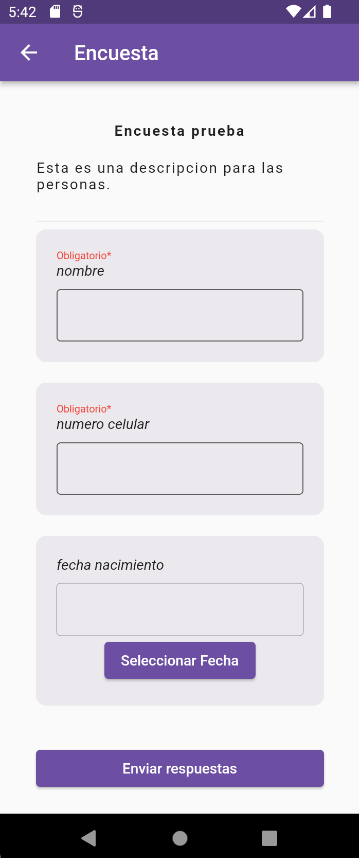 5:42
Encuesta
Encuesta prueba
Esta es una descripcion para las
personas.
Obligatorio*
nombre
Obligatorio*
numero celular
fecha nacimiento
Seleccionar Fecha
Enviar respuestas